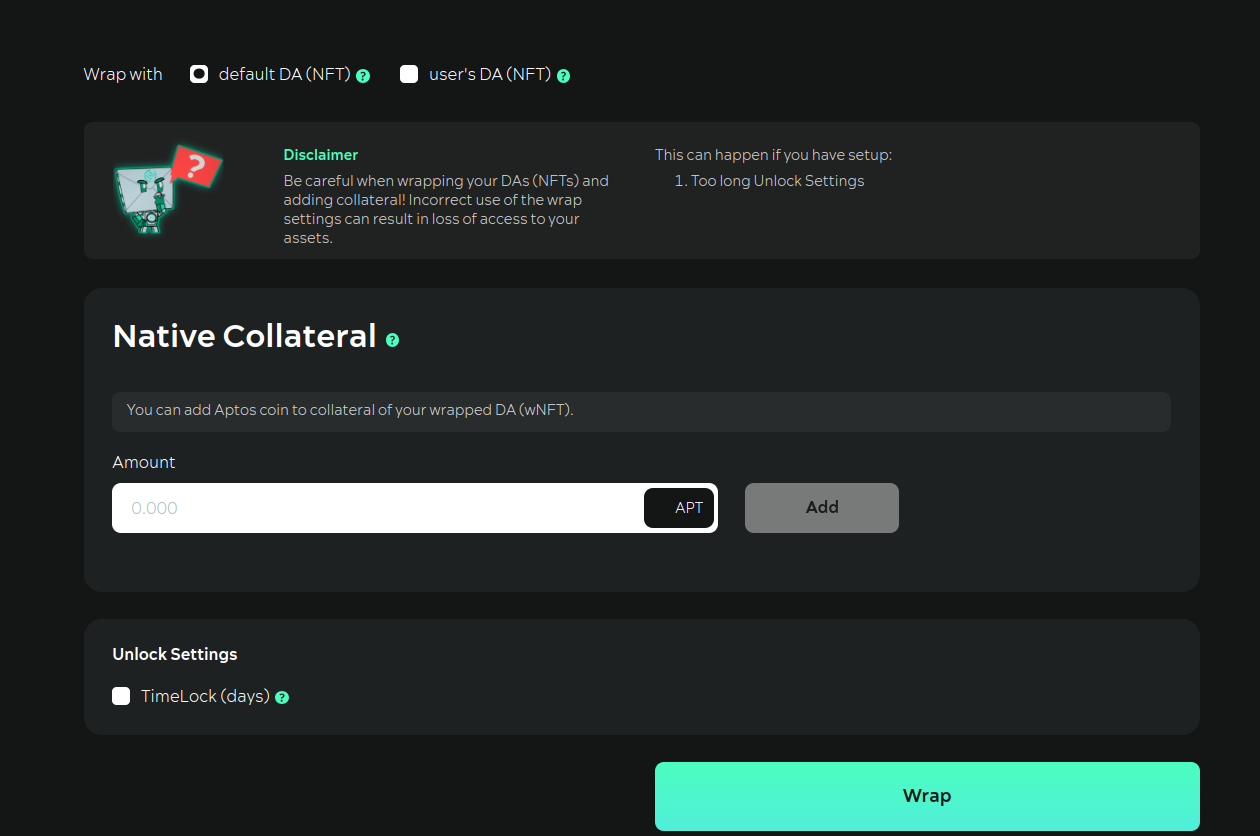 Wrap with default DA (NFT) ? user's DA (NFT) ?
?
Disclaimer
Be careful when wrapping your DAs (NFTs) and
adding collateral! Incorrect use of the wrap
settings can result in loss of access to your
assets.
This can happen if you have setup:
1. Too long Unlock Settings
Native Collateral ?
You can add Aptos coin to collateral of your wrapped DA (wNFT).
Amount
0.000 APT Add
Unlock Settings
TimeLock (days) ?
Wrap